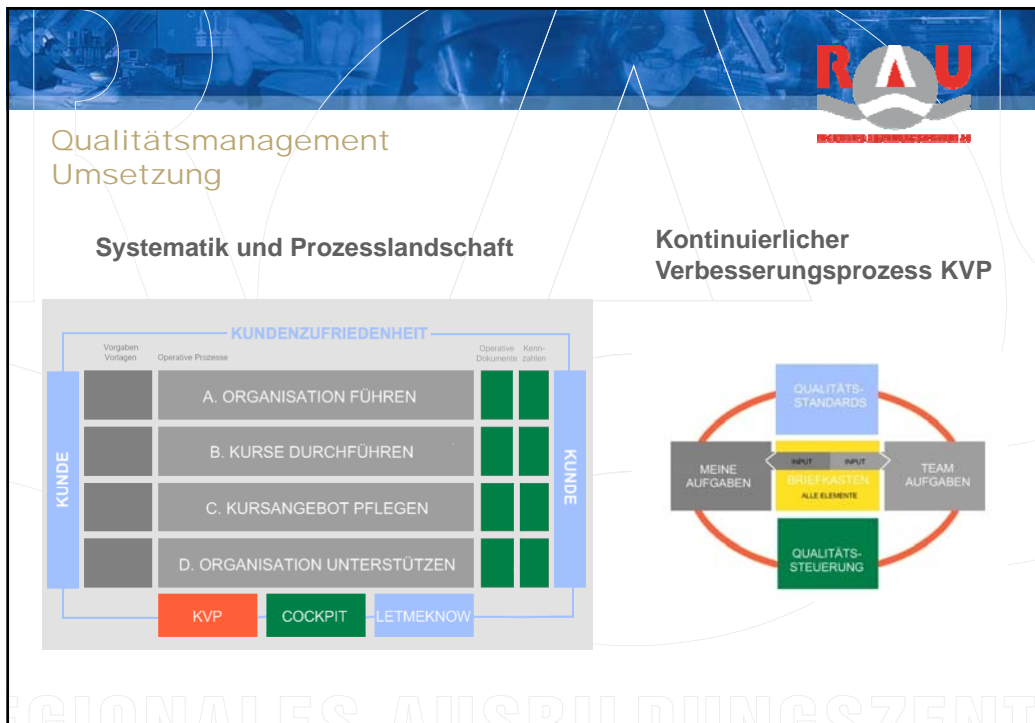 RAU
Qualitätsmanagement
Umsetzung
Systematik und Prozesslandschaft
Kontinuierlicher
Verbesserungsprozess KVP
KUNDENZUFRIEDENHEIT
Vorgaben
Vorlagen
Operative Prozesse
Operative
Dokumente
Kenn-
zahlen
KUNDE
A. ORGANISATION FÜHREN
B. KURSE DURCHFÜHREN
C. KURSANGEBOT PFLEGEN
D. ORGANISATION UNTERSTÜTZEN
KUNDE
KVP
COCKPIT
LETMEKNOW
QUALITÄTS-
STANDARDS
MEINE
AUFGABEN
INPUT INPUT
BRIEFKASTEN
ALLE ELEMENTE
TEAM
AUFGABEN
QUALITÄTS-
STEUERUNG
EGIONALES AUSBILDUNGSZENT